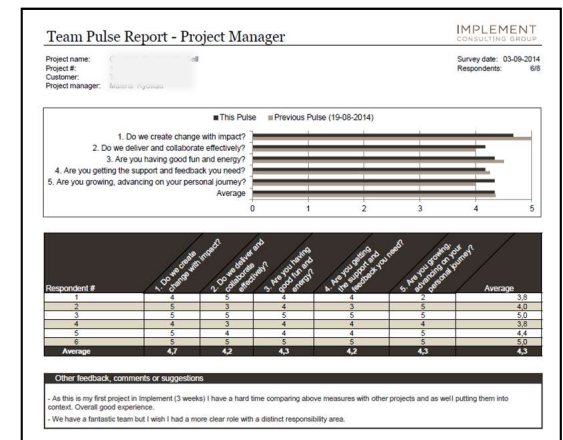 Team Pulse Report - Project Manager
IMPLEMENT
CONSULTING GROUP
Project name:
Project #:
Customer:
Project manager:
Survey date: 03-09-2014
Respondents: 6/8
This Pulse Previous Pulse (19-08-2014)
1. Do we create change with impact?
2. Do we deliver and collaborate effectively?
3. Are you having good fun and energy?
4. Are you getting the support and feedback you need?
5. Are you growing, advancing on your personal journey?
Average
0 1 2 3 4 5
Respondent #
1. Do we create
change with impact?
2. Do we deliver and
collaborate
effectively?
3. Are you having
good fun and
energy?
4. Are you getting
the support and
feedback you need?
5. Are you growing,
advancing on your
personal journey?
Average
1 4 5 4 4 2 3,8
2 5 3 4 3 5 4,0
3 5 5 5 5 5 5,0
4 4 3 4 4 4 3,8
5 5 4 4 4 5 4,4
6 5 5 5 5 5 5,0
Average 4,7 4,2 4,3 4,2 4,3 4,3
Other feedback, comments or suggestions
- As this is my first project in Implement (3 weeks) I have a hard time comparing above measures with other projects and as well putting them into
context. Overall good experience.
- We have a fantastic team but I wish I had a more clear role with a distinct responsibility area.